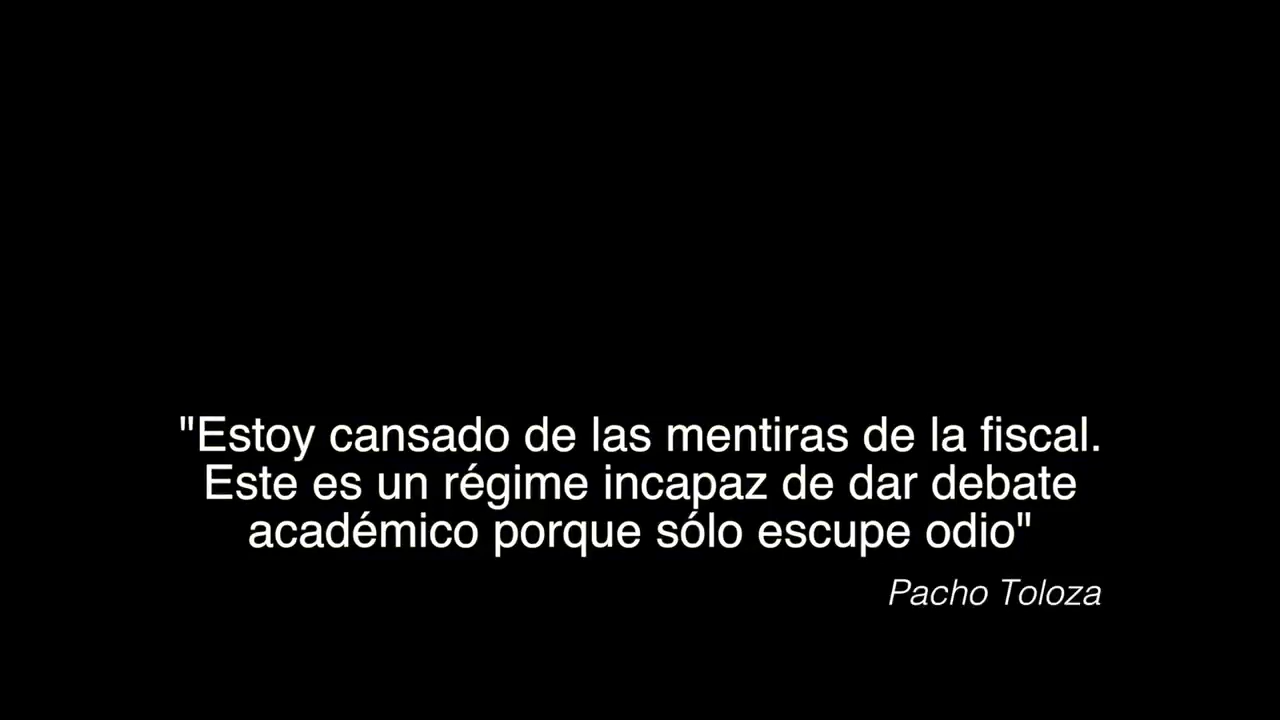 "Estoy cansado de las mentiras de la fiscal.
Este es un régime incapaz de dar debate
académico porque sólo escupe odio"
Pacho Toloza